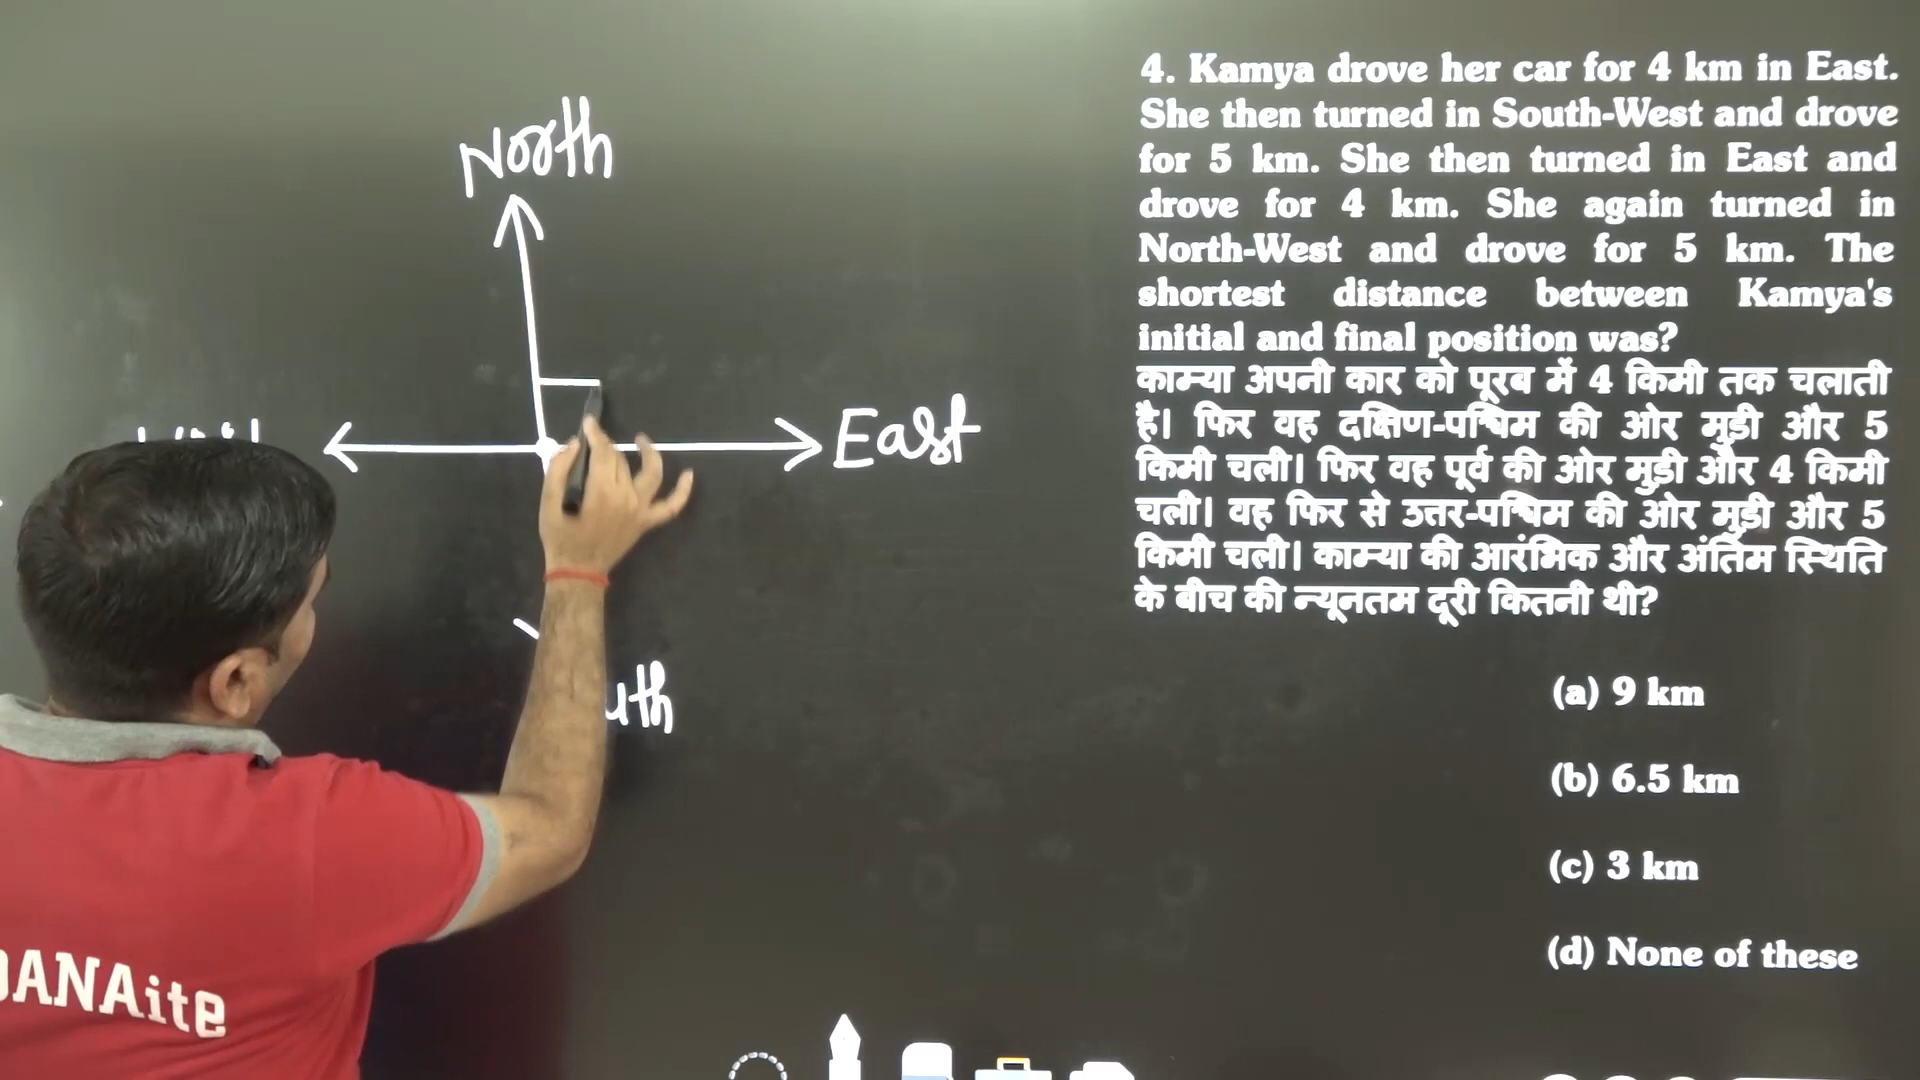 North
East
uth
4. Kamya drove her car for 4 km in East.
She then turned in South-West and drove
for 5 km. She then turned in East and
drove for 4 km. She again turned in
North-West and drove for 5 km. The
shortest distance between Kamya's
initial and final position was?
काम्या अपनी कार को पूरब में 4 किमी तक चलाती
है। फिर वह दक्षिण-पश्चिम की ओर मुड़ी और 5
किमी चली। फिर वह पूर्व की ओर मुड़ी और 4 किमी
चली। वह फिर से उत्तर-पश्चिम की ओर मुड़ी और 5
किमी चली। काम्या की आरंभिक और अंतिम स्थिति
के बीच की न्यूनतम दूरी कितनी थी?
(a) 9 km
(b) 6.5 km
(c) 3 km
(d) None of these
DANAite